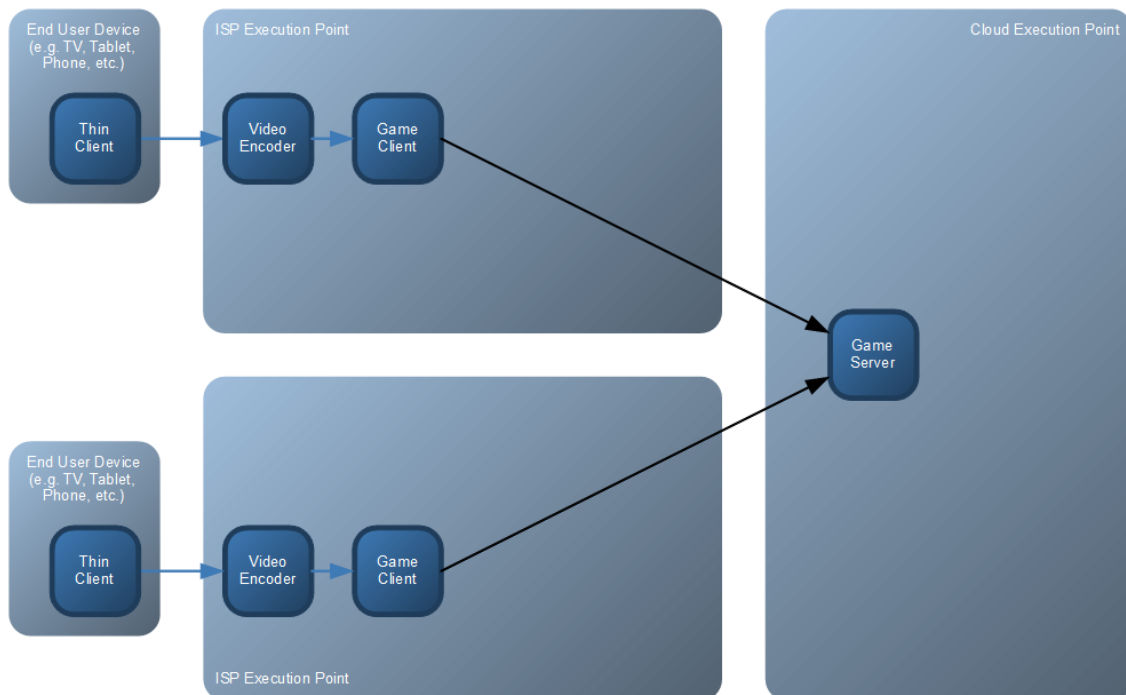 End User Device
(e.g. TV, Tablet,
Phone, etc.)
Thin
Client
ISP Execution Point
Video
Encoder
Game
Client
Cloud Execution Point
Game
Server
End User Device
(e.g. TV, Tablet,
Phone, etc.)
Thin
Client
Video
Encoder
Game
Client
ISP Execution Point